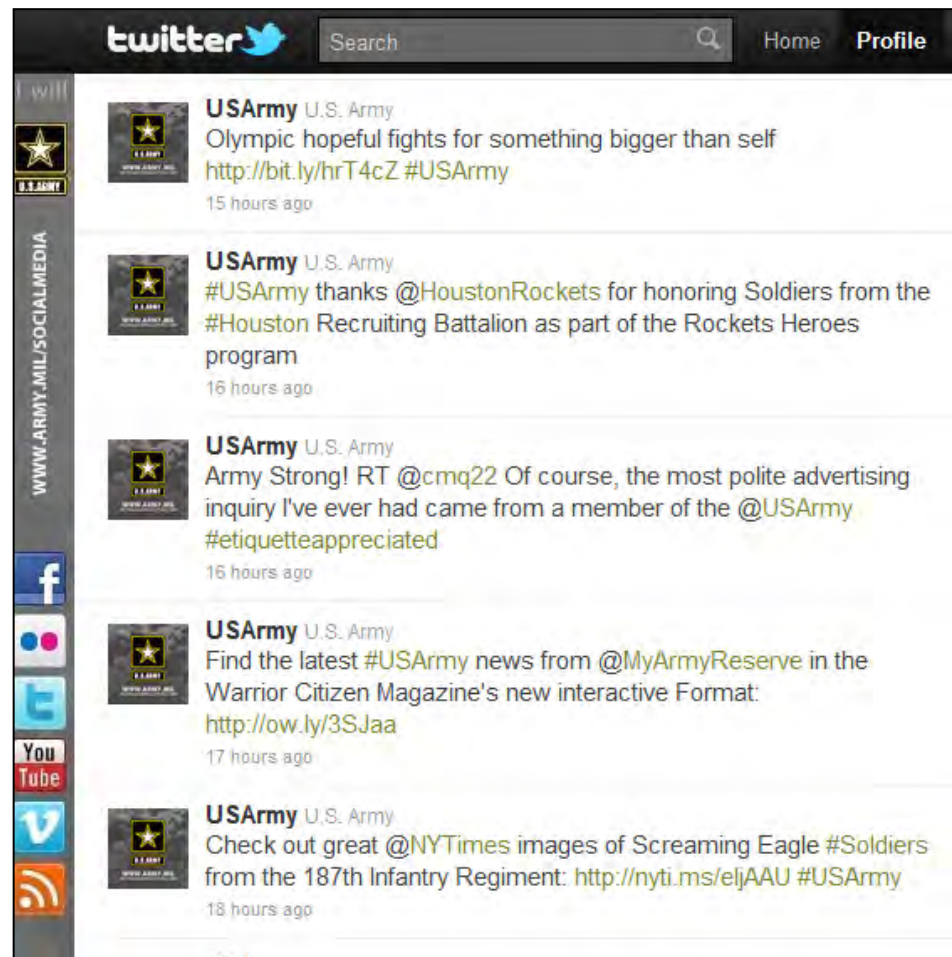 twitter Search Home Profile
I will
U.S.ARMY
WWW.ARMY.MIL/SOCIALMEDIA
You
Tube
USArmy U.S. Army
Olympic hopeful fights for something bigger than self
http://bit.ly/hrT4cZ #USArmy
15 hours ago
USArmy U.S. Army
#USArmy thanks @HoustonRockets for honoring Soldiers from the
#Houston Recruiting Battalion as part of the Rockets Heroes
program
16 hours ago
USArmy U.S. Army
Army Strong! RT @cmq22 Of course, the most polite advertising
inquiry I've ever had came from a member of the @USArmy
#etiquetteappreciated
16 hours ago
USArmy U.S. Army
Find the latest #USArmy news from @MyArmyReserve in the
Warrior Citizen Magazine's new interactive Format:
http://ow.ly/3SJaa
17 hours ago
USArmy U.S. Army
Check out great @NYTimes images of Screaming Eagle #Soldiers
from the 187th Infantry Regiment: http://nyti.ms/eljAAU #USArmy
18 hours ago